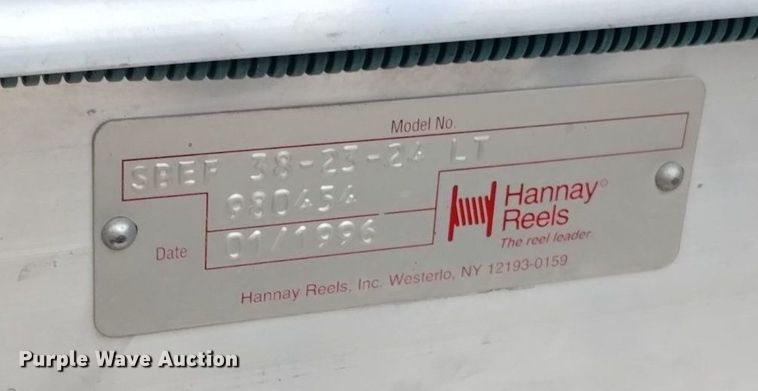 Model No.
SBEF 38-23-24 LT
980434
Date 01/1996
Hannay®
Reels
The reel leader.
Hannay Reels, Inc. Westerlo, NY 12193-0159
Purple Wave Auction